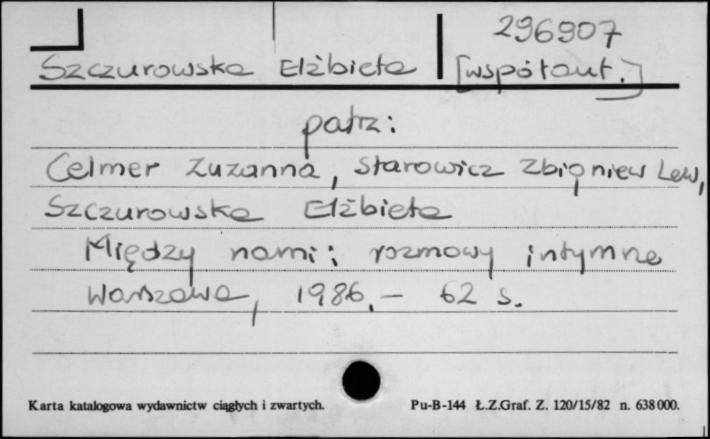 296907
Szczurowska Elżbieta [współaut.]
patrz:
Celmer Zuzanna, Starowicz Zbigniew Lew,
Szczurowska Elżbieta
Między nami: rozmowy intymne
Warszawa, 1986.- 62 s.
Karta katalogowa wydawnictw ciągłych i zwartych. Pu-B-144 Ł.Z.Graf. Z. 120/15/82 n. 638000.